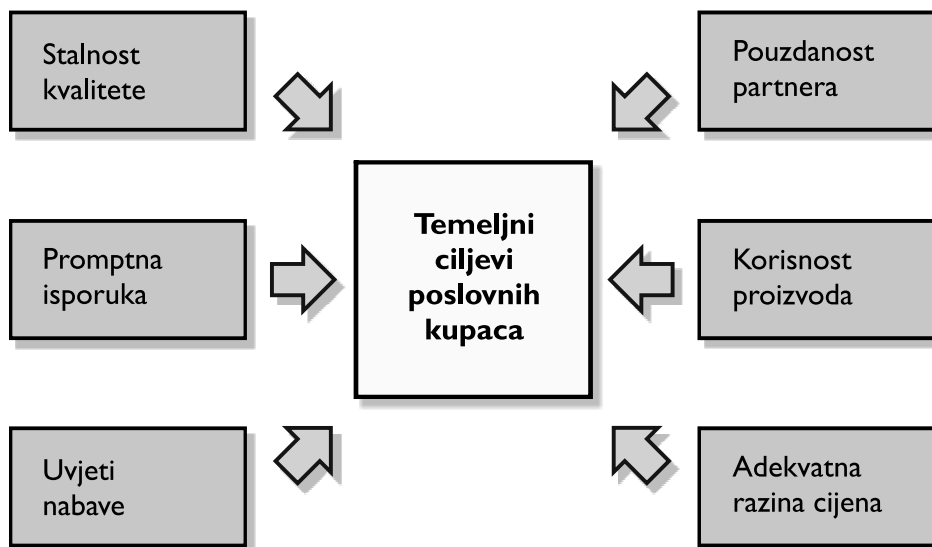 Stalnost
kvalitete
Pouzdanost
partnera
Promptna
isporuka
Temeljni
ciljevi
poslovnih
kupaca
Korisnost
proizvoda
Uvjeti
nabave
Adekvatna
razina cijena